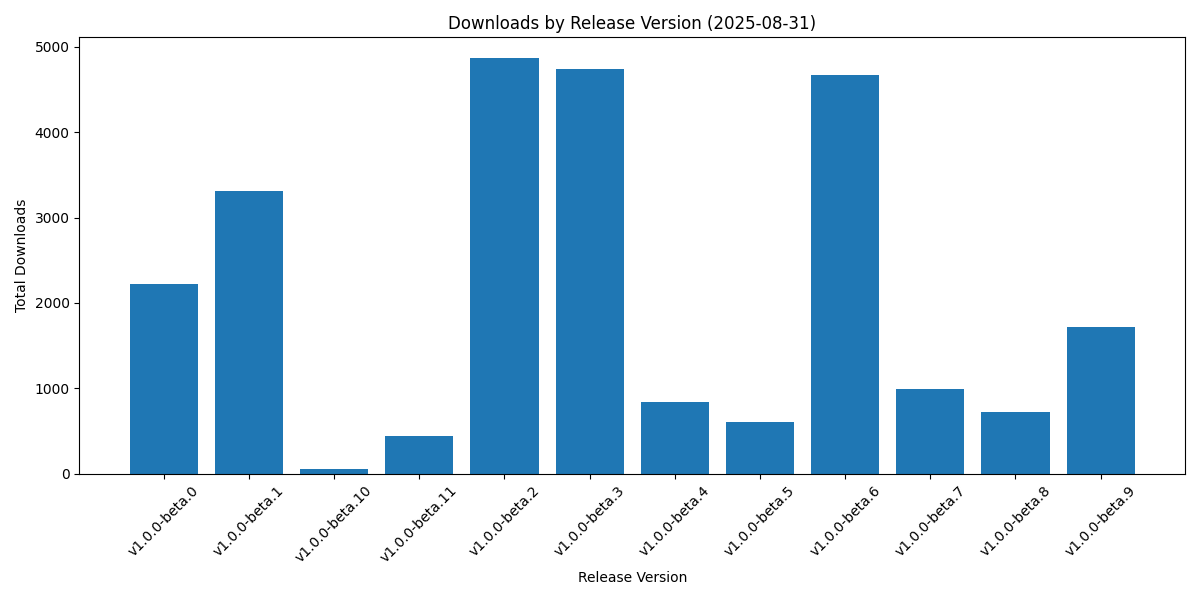 Downloads by Release Version (2025-08-31)
Total Downloads
5000
4000
3000
2000
1000
0
v1.0.0-beta.0
v1.0.0-beta.1
v1.0.0-beta.10
v1.0.0-beta.11
v1.0.0-beta.2
v1.0.0-beta.3
v1.0.0-beta.4
v1.0.0-beta.5
v1.0.0-beta.6
v1.0.0-beta.7
v1.0.0-beta.8
v1.0.0-beta.9
Release Version